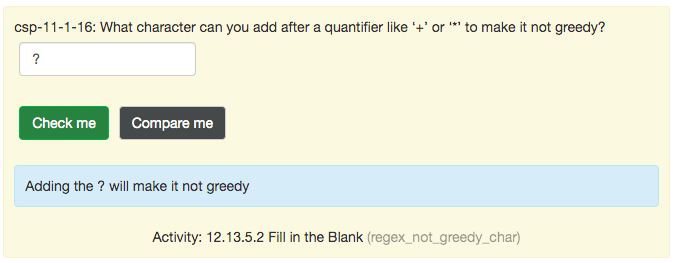 csp-11-1-16: What character can you add after a quantifier like '+' or '*' to make it not greedy?
?
Check me Compare me
Adding the ? will make it not greedy
Activity: 12.13.5.2 Fill in the Blank (regex_not_greedy_char)